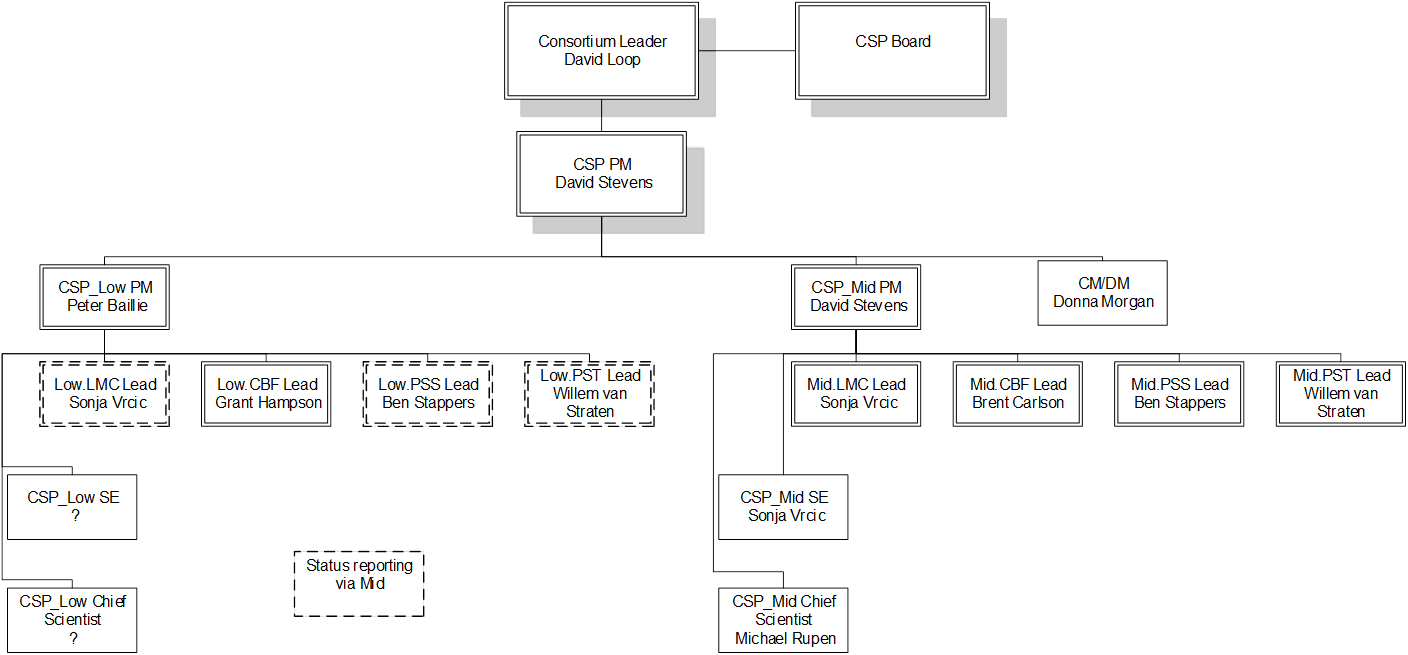 Consortium Leader
David Loop
CSP Board
CSP PM
David Stevens
CSP_Low PM
Peter Baillie
CSP_Mid PM
David Stevens
CM/DM
Donna Morgan
Low.LMC Lead
Sonja Vrcic
Low.CBF Lead
Grant Hampson
Low.PSS Lead
Ben Stappers
Low.PST Lead
Willem van
Straten
Mid.LMC Lead
Sonja Vrcic
Mid.CBF Lead
Brent Carlson
Mid.PSS Lead
Ben Stappers
Mid.PST Lead
Willem van
Straten
CSP_Low SE
?
CSP_Mid SE
Sonja Vrcic
Status reporting
via Mid
CSP_Low Chief
Scientist
?
CSP_Mid Chief
Scientist
Michael Rupen